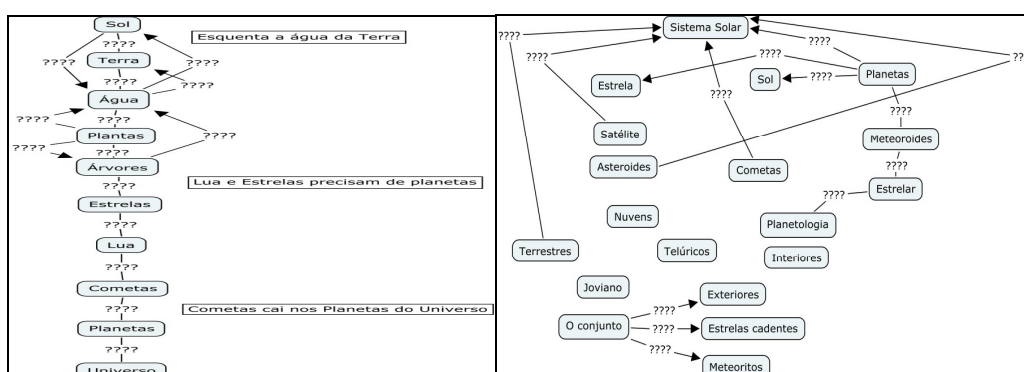 Sol
Esquenta a água da Terra
????
????
Terra
????
????
????
Água
????
????
Plantas
????
????
????
Árvores
Lua e Estrelas precisam de planetas
????
Estrelas
????
Lua
????
Cometas
????
Cometas cai nos Planetas do Universo
Planetas
????
Universo
Sistema Solar
????
????
????
????
??
Estrela
Sol
????
Planetas
????
????
Satélite
Meteoroides
Asteroides
Cometas
????
Estrelar
????
Nuvens
Planetologia
Terrestres
Telúricos
Interiores
Joviano
Exteriores
????
O conjunto
????
Estrelas cadentes
????
Meteoritos